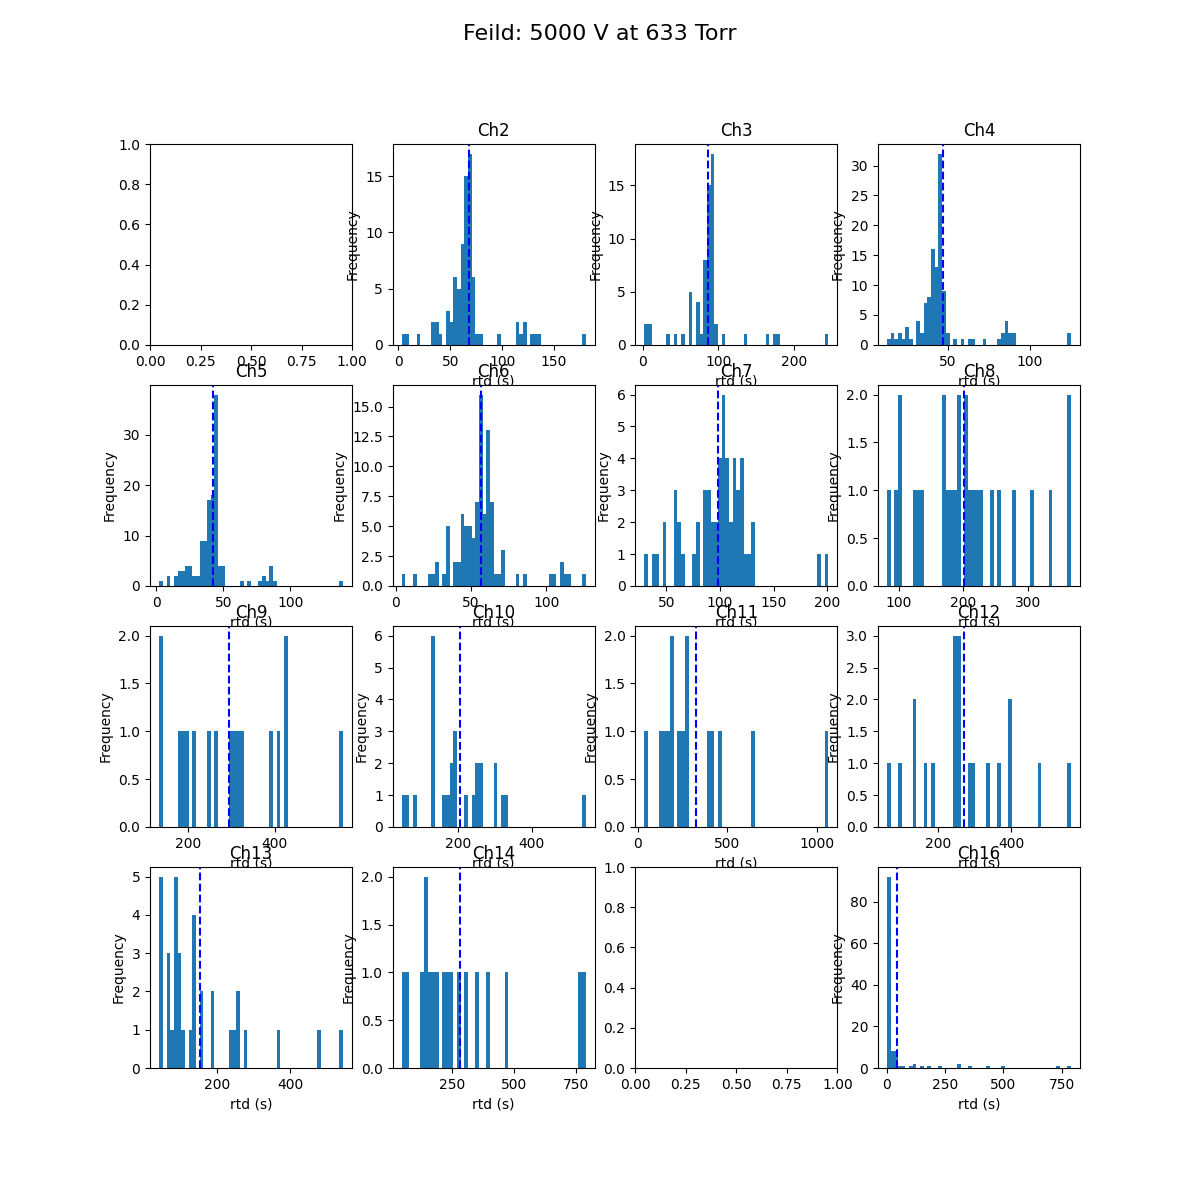 Feild: 5000 V at 633 Torr
1.0
0.8
0.6
0.4
0.2
0.0
0.00 0.25 0.50 0.75 1.00
Ch2
Frequency
15
10
5
0
0 50 100 150
rtd (s)
Ch3
Frequency
15
10
5
0
0 100 200
rtd (s)
Ch4
Frequency
30
25
20
15
10
5
0
50 100
rtd (s)
Ch5
Frequency
30
20
10
0
0 50 100
rtd (s)
Ch6
Frequency
15.0
12.5
10.0
7.5
5.0
2.5
0.0
0 50 100
rtd (s)
Ch7
Frequency
6
5
4
3
2
1
0
50 100 150 200
rtd (s)
Ch8
Frequency
2.0
1.5
1.0
0.5
0.0
100 200 300
rtd (s)
Ch9
Frequency
2.0
1.5
1.0
0.5
0.0
200 400
rtd (s)
Ch10
Frequency
6
5
4
3
2
1
0
200 400
rtd (s)
Ch11
Frequency
2.0
1.5
1.0
0.5
0.0
0 500 1000
rtd (s)
Ch12
Frequency
3.0
2.5
2.0
1.5
1.0
0.5
0.0
200 400
rtd (s)
Ch13
Frequency
5
4
3
2
1
0
200 400
rtd (s)
Ch14
Frequency
2.0
1.5
1.0
0.5
0.0
250 500 750
rtd (s)
1.0
0.8
0.6
0.4
0.2
0.0
0.00 0.25 0.50 0.75 1.00
Ch16
Frequency
80
60
40
20
0
0 250 500 750
rtd (s)